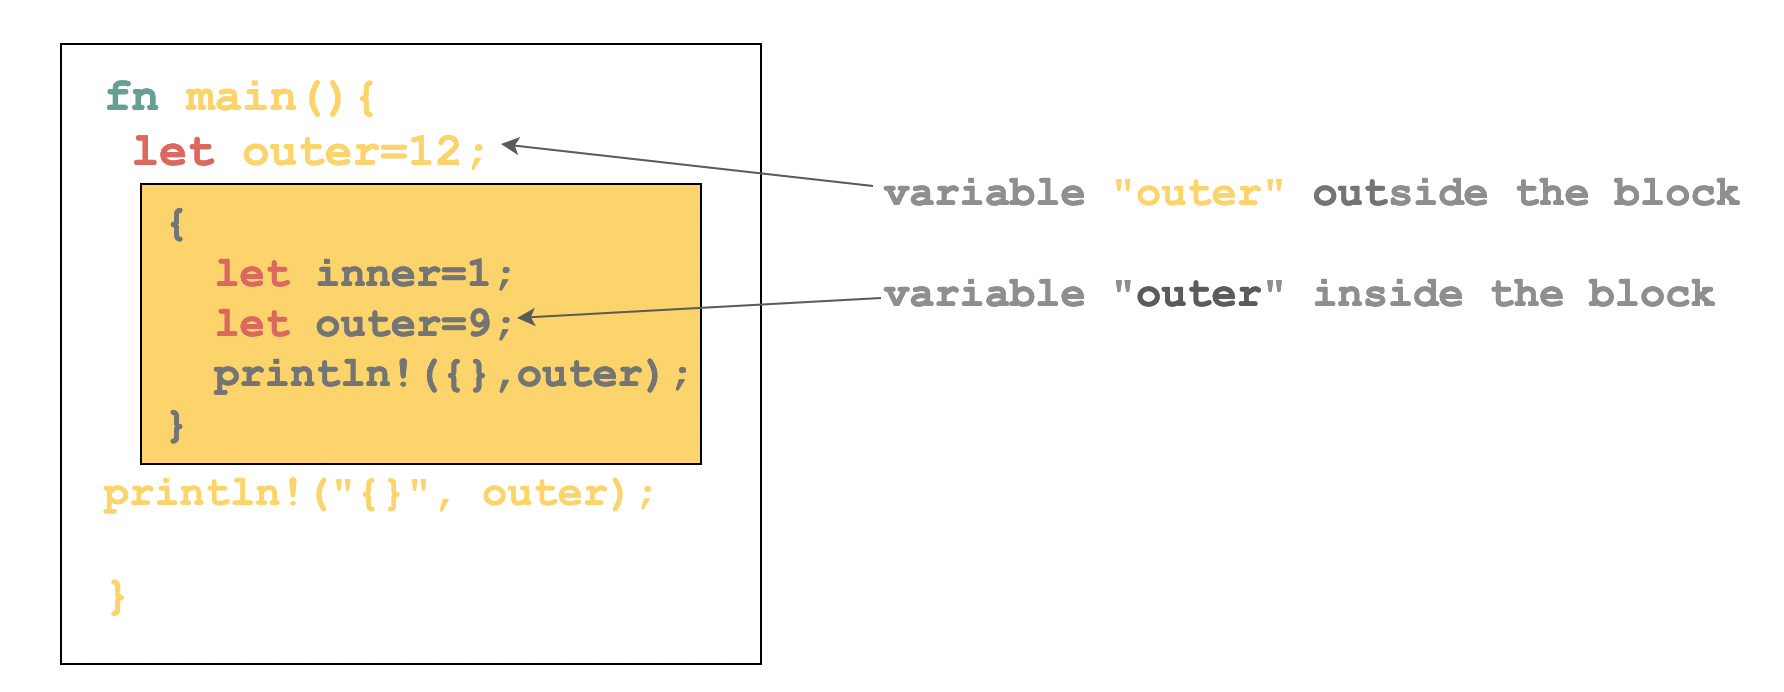 fn main(){
let outer=12;
{
let inner=1;
let outer=9;
println!({},outer);
}
println!("{}", outer);
}
variable "outer" outside the block
variable "outer" inside the block